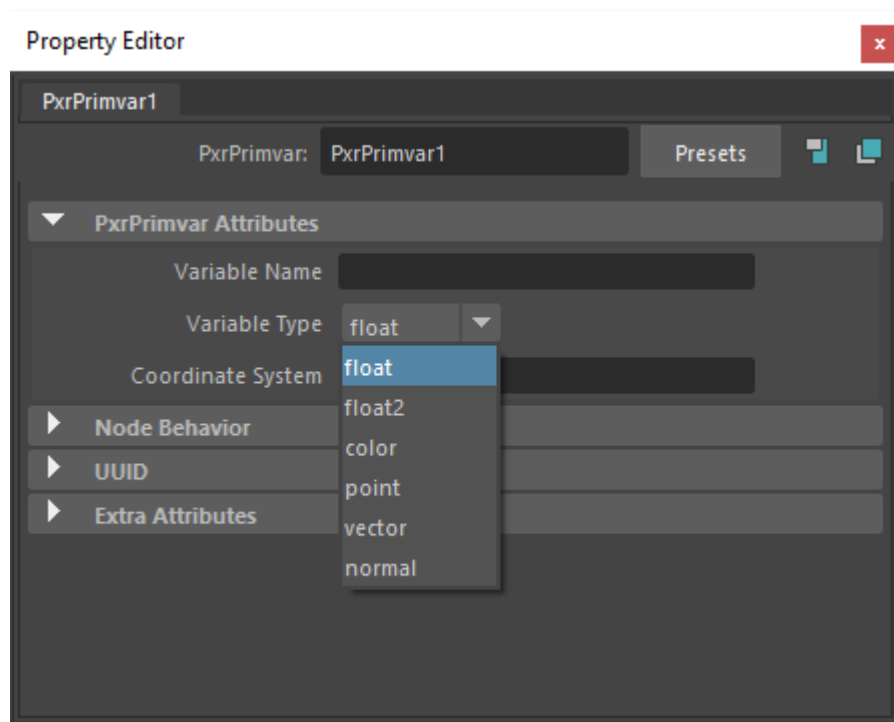 Property Editor
x
PxrPrimvar1
PxrPrimvar: PxrPrimvar1 Presets
PxrPrimvar Attributes
Variable Name
Variable Type float
Coordinate System
float
float2
color
point
vector
normal
Node Behavior
UUID
Extra Attributes